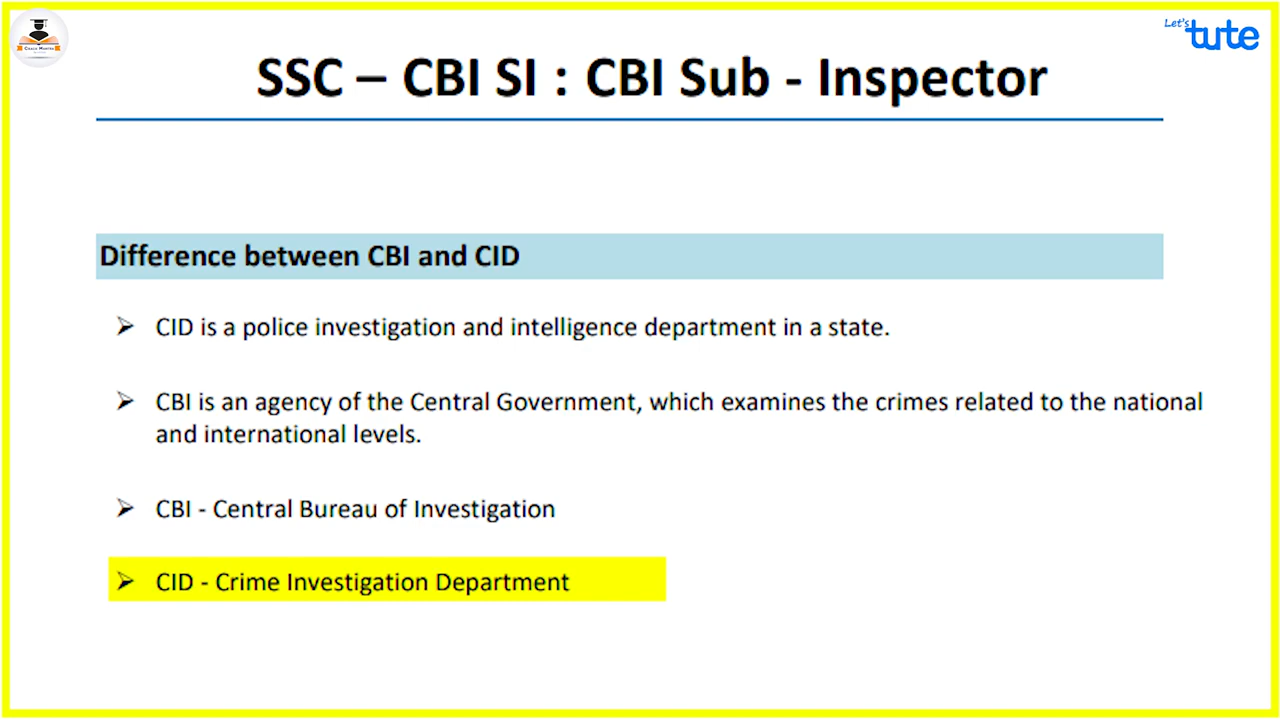 Let's
tute
SSC – CBI SI : CBI Sub - Inspector
Difference between CBI and CID
➢ CID is a police investigation and intelligence department in a state.
➢ CBI is an agency of the Central Government, which examines the crimes related to the national
and international levels.
➢ CBI - Central Bureau of Investigation
➢ CID - Crime Investigation Department